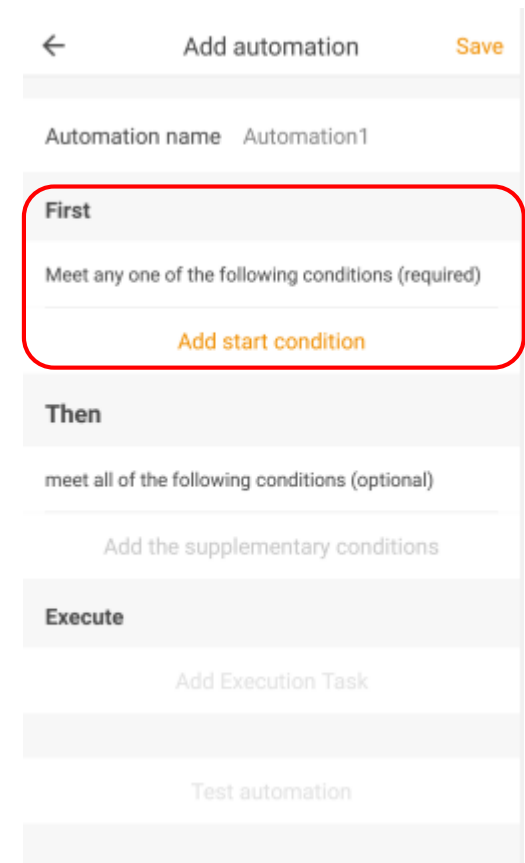 Add automation Save
Automation name Automation1
First
Meet any one of the following conditions (required)
Add start condition
Then
meet all of the following conditions (optional)
Add the supplementary conditions
Execute
Add Execution Task
Test automation